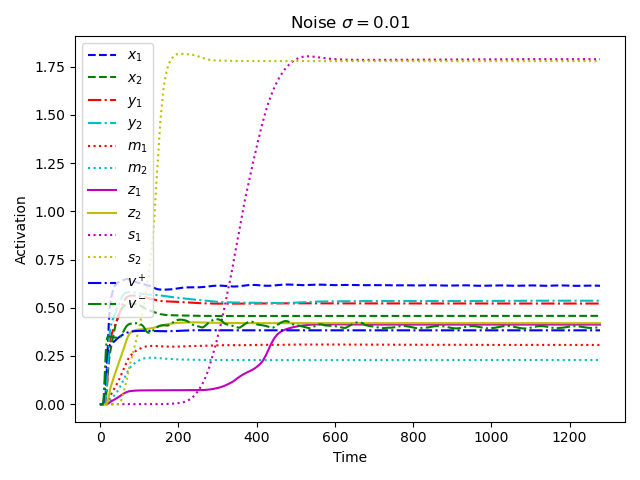 Noise σ = 0.01
Activation
1.75
1.50
1.25
1.00
0.75
0.50
0.25
0.00
x₁
x₂
y₁
y₂
m₁
m₂
z₁
z₂
s₁
s₂
v⁺
v⁻
0 200 400 600 800 1000 1200
Time